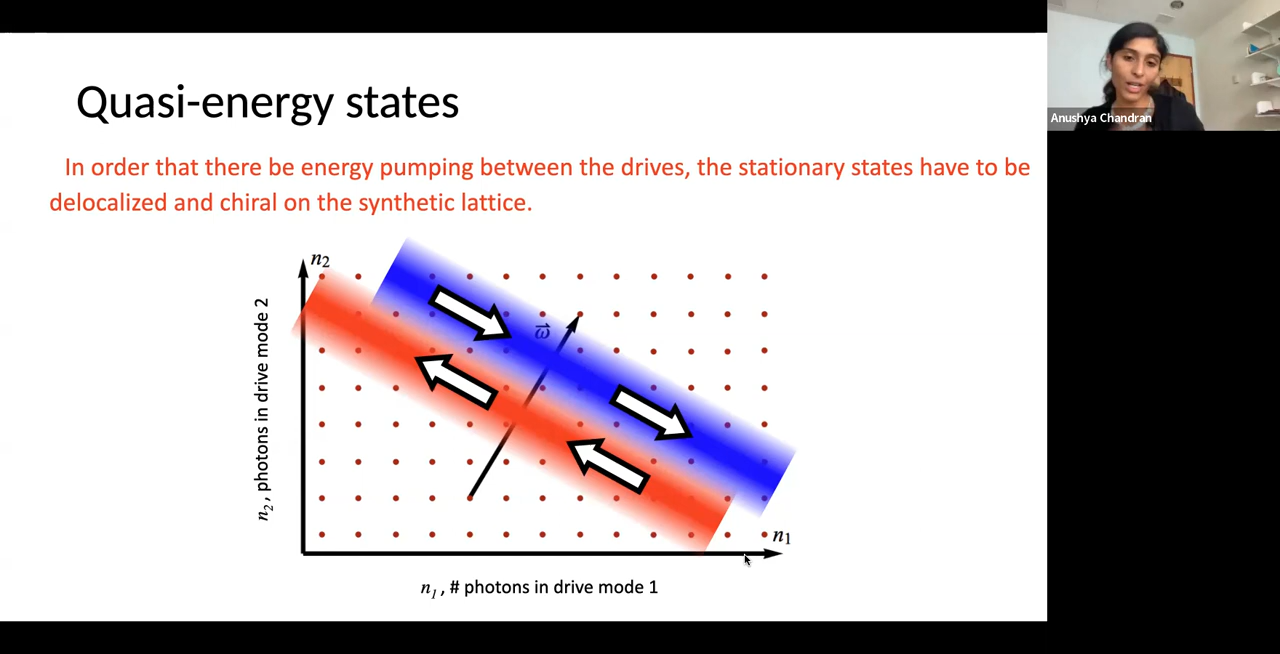 Quasi-energy states
In order that there be energy pumping between the drives, the stationary states have to be
delocalized and chiral on the synthetic lattice.
n₂
n₂, photons in drive mode 2
ω⃗
n₁
n₁, # photons in drive mode 1
Anushya Chandran